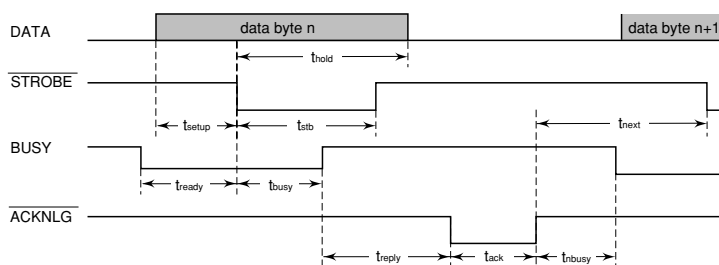 DATA data byte n data byte n+1
thold
STROBE
tsetup tstb tnext
BUSY
tready tbusy
ACKNLG
treply tack tnbusy